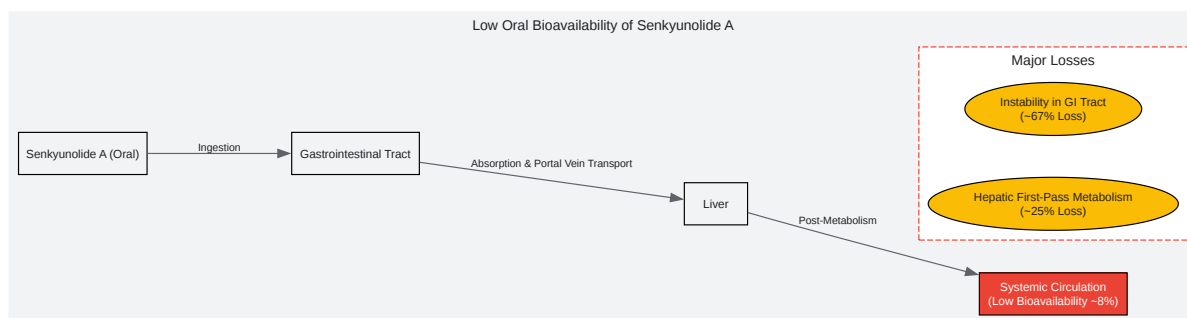 Low Oral Bioavailability of Senkyunolide A
Major Losses
Instability in GI Tract
(~67% Loss)
Senkyunolide A (Oral)
Ingestion
Gastrointestinal Tract
Absorption & Portal Vein Transport
Liver
Hepatic First-Pass Metabolism
(~25% Loss)
Post-Metabolism
Systemic Circulation
(Low Bioavailability ~8%)